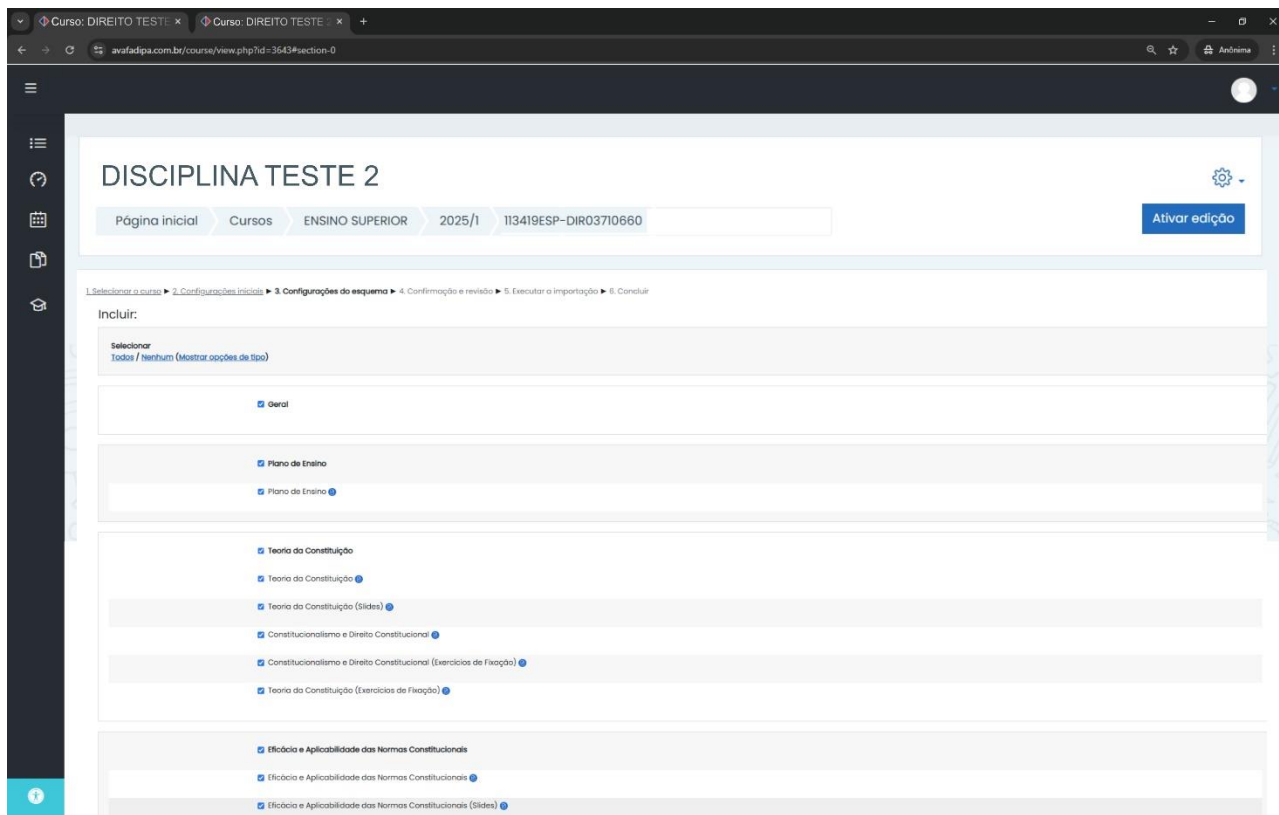 Curso: DIREITO TESTE × Curso: DIREITO TESTE 2 × +
avafadipa.com.br/course/view.php?id=3643#section-0 Anônima
DISCIPLINA TESTE 2
Página inicial Cursos ENSINO SUPERIOR 2025/1 113419ESP-DIR03710660 Ativar edição
1. Selecionar o curso ► 2. Configurações iniciais ► 3. Configurações do esquema ► 4. Confirmação e revisão ► 5. Executar a importação ► 6. Concluir
Incluir:
Selecionar
Todos / Nenhum (Mostrar opções de tipo)
Geral
Plano de Ensino
Plano de Ensino
Teoria da Constituição
Teoria da Constituição
Teoria da Constituição (Slides)
Constitucionalismo e Direito Constitucional
Constitucionalismo e Direito Constitucional (Exercícios de Fixação)
Teoria da Constituição (Exercícios de Fixação)
Eficácia e Aplicabilidade das Normas Constitucionais
Eficácia e Aplicabilidade das Normas Constitucionais
Eficácia e Aplicabilidade das Normas Constitucionais (Slides)